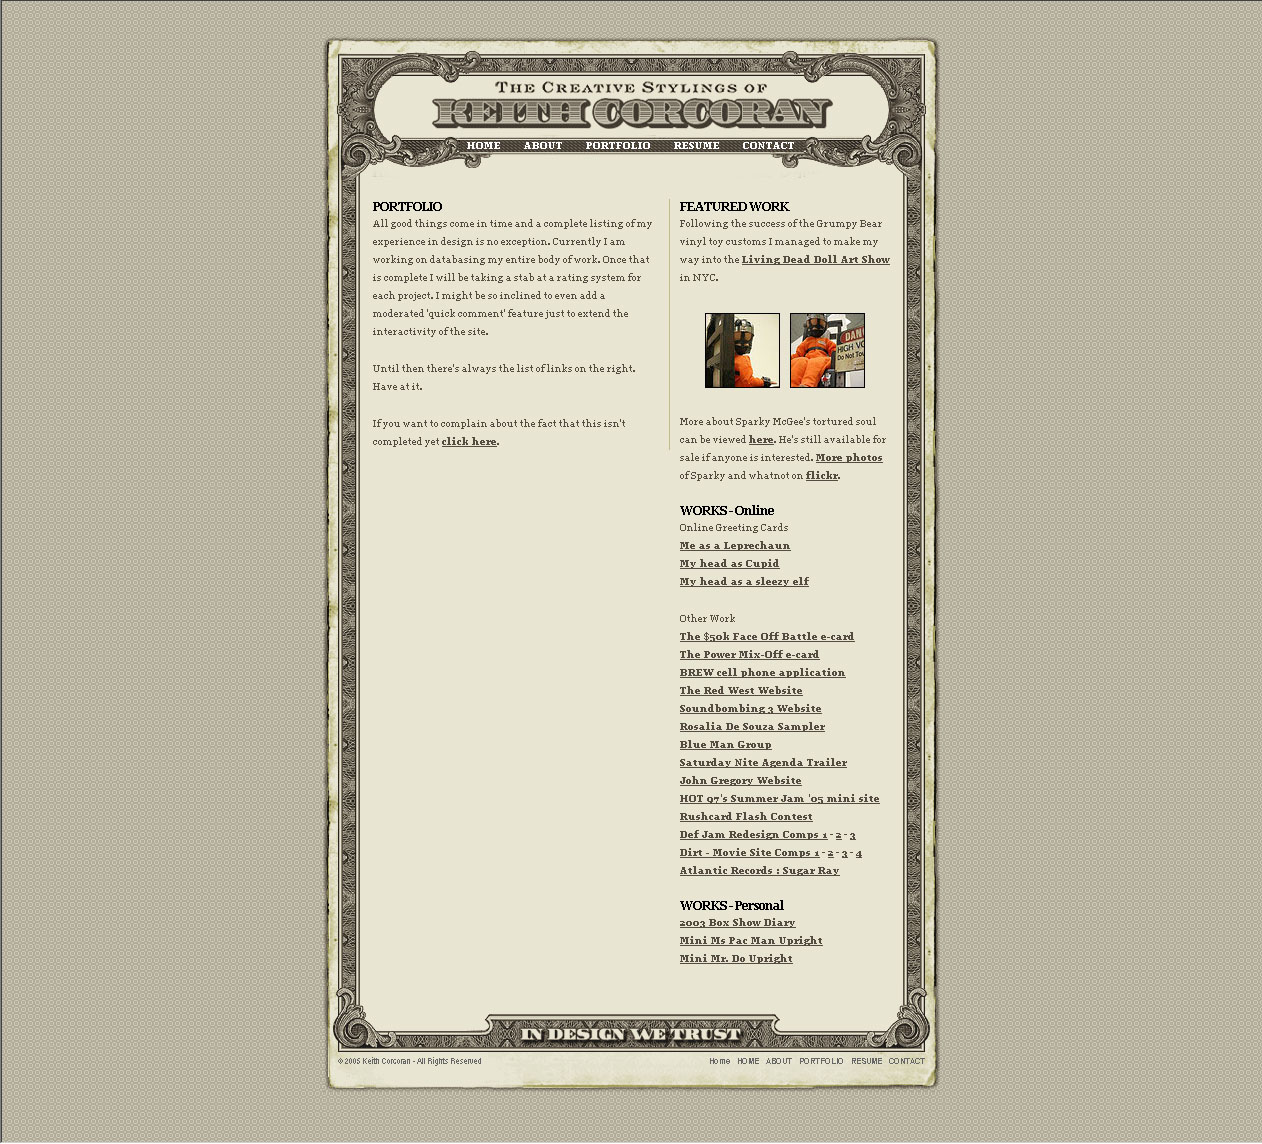 The Creative Stylings of
KEITH CORCORAN
HOME ABOUT PORTFOLIO RESUME CONTACT
PORTFOLIO
All good things come in time and a complete listing of my
experience in design is no exception. Currently I am
working on databasing my entire body of work. Once that
is complete I will be taking a stab at a rating system for
each project. I might be so inclined to even add a
moderated 'quick comment' feature just to extend the
interactivity of the site.
Until then there's always the list of links on the right.
Have at it.
If you want to complain about the fact that this isn't
completed yet click here.
FEATURED WORK
Following the success of the Grumpy Bear
vinyl toy customs I managed to make my
way into the Living Dead Doll Art Show
in NYC.
DANG
HIGH VO
Do Not Tou
More about Sparky McGee's tortured soul
can be viewed here. He's still available for
sale if anyone is interested. More photos
of Sparky and whatnot on flickr.
WORKS - Online
Online Greeting Cards
Me as a Leprechaun
My head as Cupid
My head as a sleezy elf
Other Work
The $50k Face Off Battle e-card
The Power Mix-Off e-card
BREW cell phone application
The Red West Website
Soundbombing 3 Website
Rosalia De Souza Sampler
Blue Man Group
Saturday Nite Agenda Trailer
John Gregory Website
HOT 97's Summer Jam '05 mini site
Rushcard Flash Contest
Def Jam Redesign Comps 1 - 2 - 3
Dirt - Movie Site Comps 1 - 2 - 3 - 4
Atlantic Records : Sugar Ray
WORKS - Personal
2003 Box Show Diary
Mini Ms Pac Man Upright
Mini Mr. Do Upright
IN DESIGN WE TRUST
© 2005 Keith Corcoran - All Rights Reserved
Home HOME ABOUT PORTFOLIO RESUME CONTACT